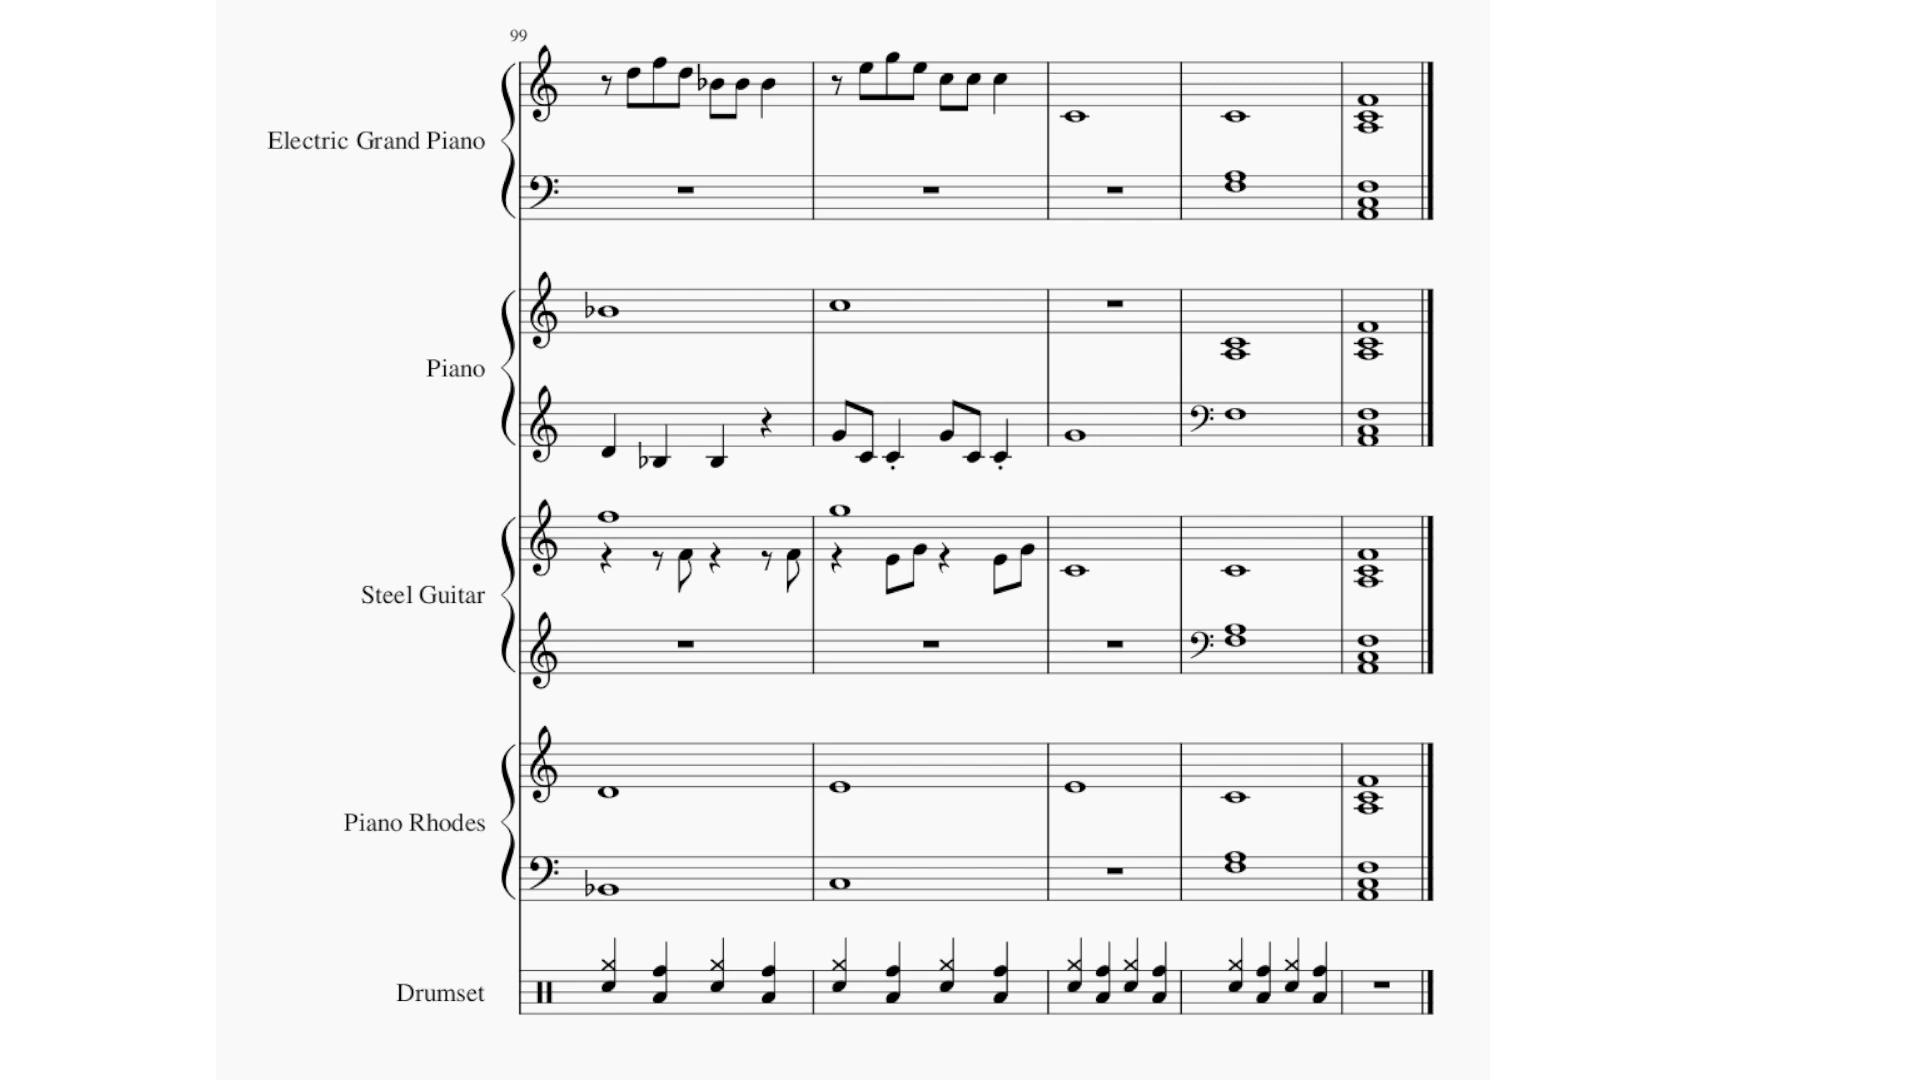 99
Electric Grand Piano
Piano
Steel Guitar
Piano Rhodes
Drumset